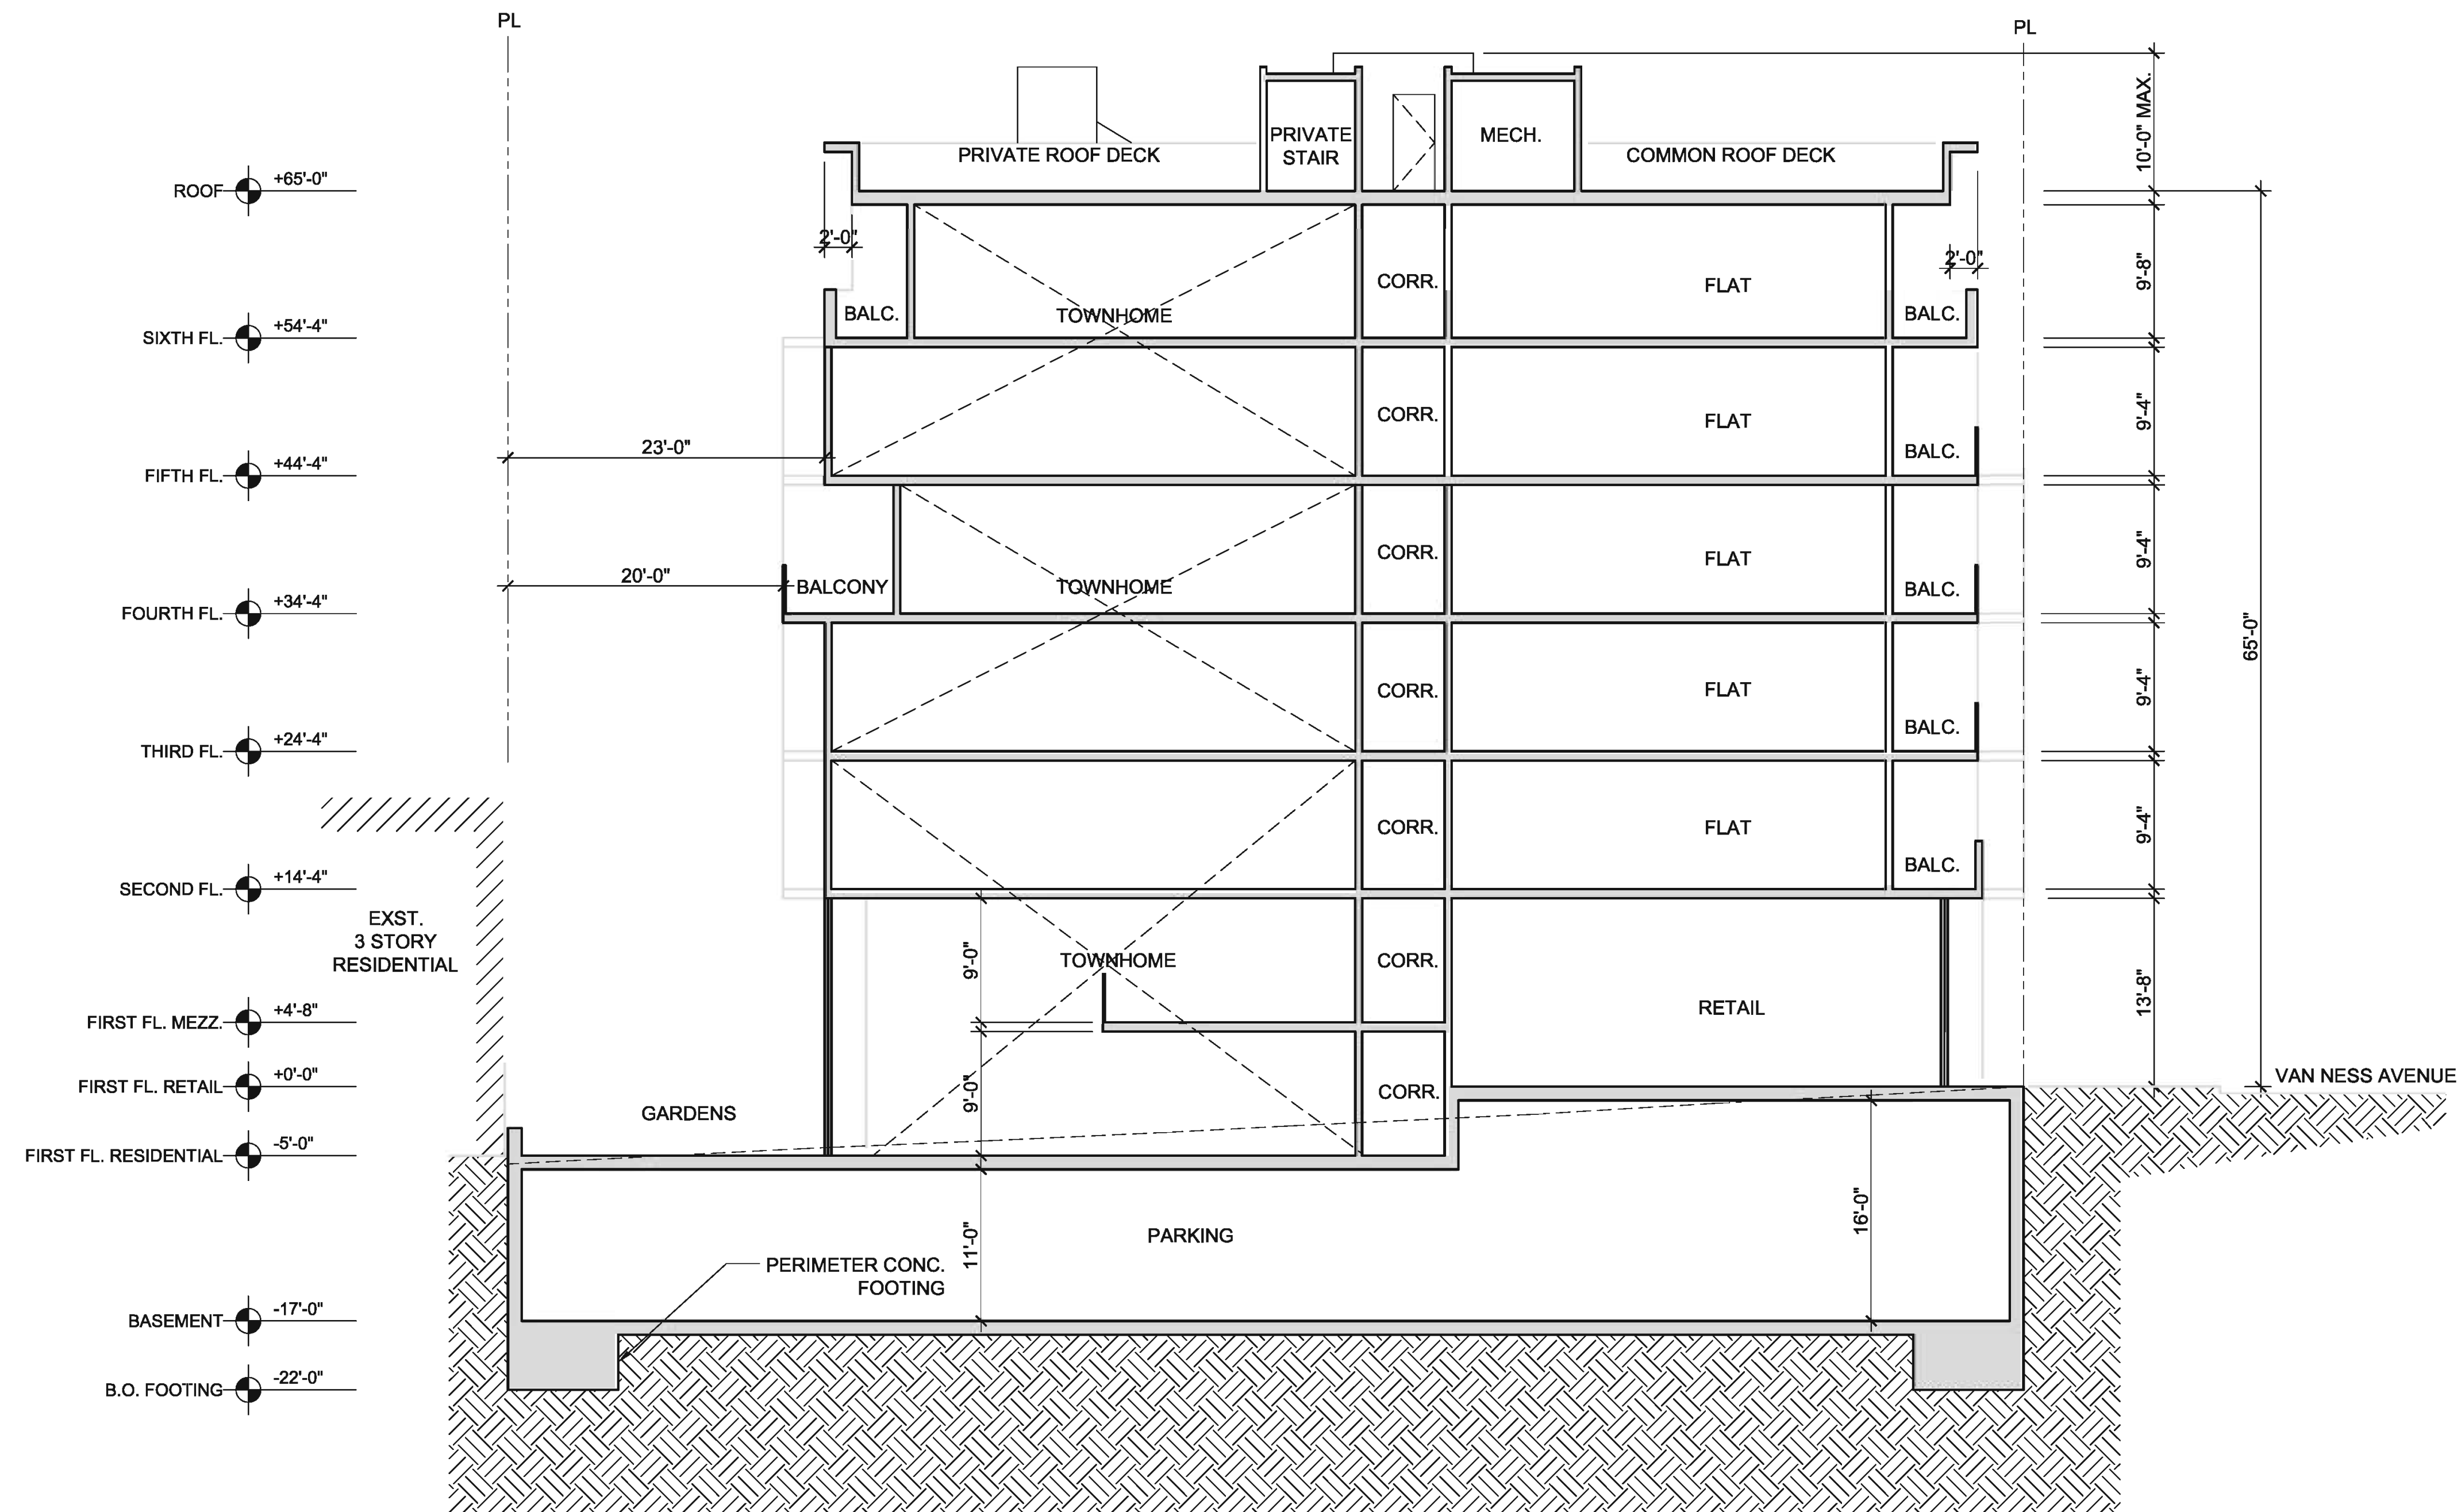 PL
PL
10'-0" MAX.
PRIVATE
STAIR
MECH.
PRIVATE ROOF DECK
COMMON ROOF DECK
ROOF
+65'-0"
2'-0"
2'-0"
9'-8"
CORR.
FLAT
BALC.
TOWNHOME
BALC.
SIXTH FL.
+54'-4"
CORR.
FLAT
9'-4"
23'-0"
BALC.
FIFTH FL.
+44'-4"
CORR.
FLAT
9'-4"
20'-0"
BALCONY
TOWNHOME
BALC.
FOURTH FL.
+34'-4"
65'-0"
CORR.
FLAT
9'-4"
BALC.
THIRD FL.
+24'-4"
CORR.
FLAT
9'-4"
BALC.
SECOND FL.
+14'-4"
EXST.
3 STORY
RESIDENTIAL
9'-0"
TOWNHOME
CORR.
RETAIL
13'-8"
FIRST FL. MEZZ.
+4'-8"
FIRST FL. RETAIL
+0'-0"
9'-0"
CORR.
VAN NESS AVENUE
GARDENS
FIRST FL. RESIDENTIAL
-5'-0"
11'-0"
PARKING
16'-0"
PERIMETER CONC.
FOOTING
BASEMENT
-17'-0"
B.O. FOOTING
-22'-0"